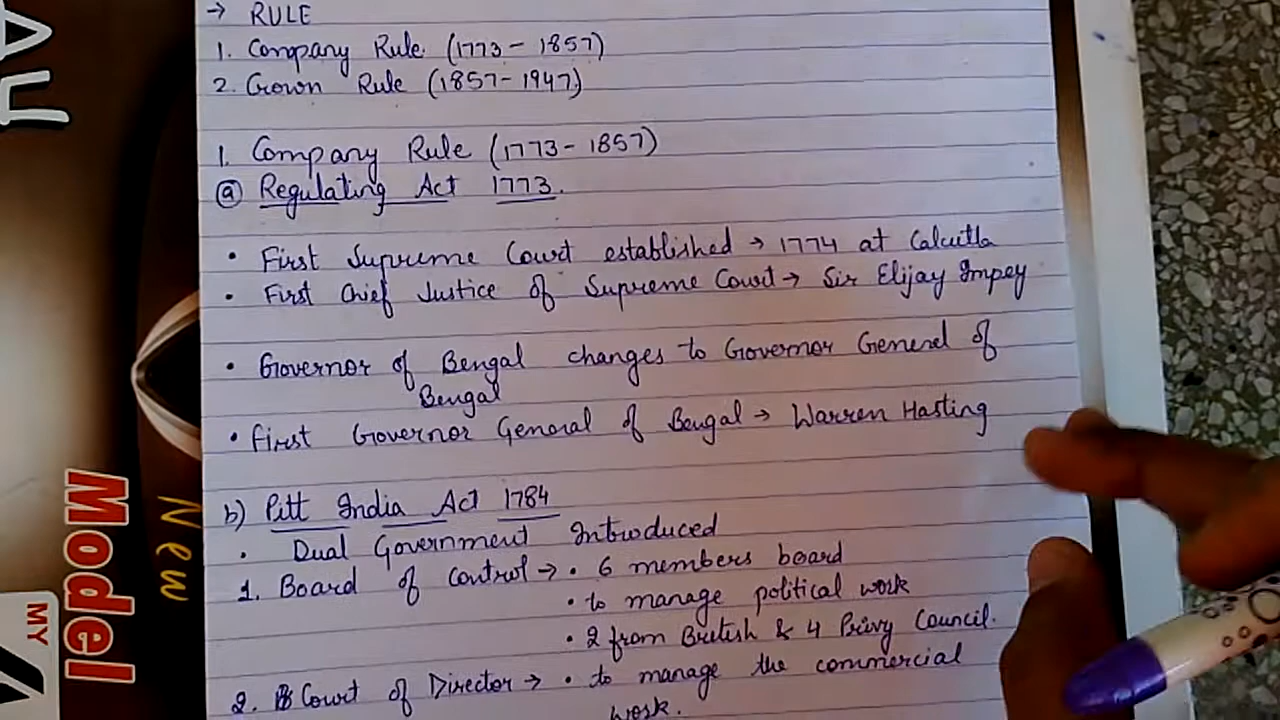 → RULE
1. Company Rule (1773 - 1857)
2. Crown Rule (1857 - 1947)
1. Company Rule (1773 - 1857)
(a) Regulating Act 1773.
• First Supreme Court established → 1774 at Calcutta
• First Chief Justice of Supreme Court → Sir Elijay Impey
• Governor of Bengal changes to Governor General of
Bengal
• First Governor General of Bengal → Warren Hasting
b) Pitt India Act 1784
• Dual Government Introduced
1. Board of Control → • 6 members board
• to manage political work
• 2 from British & 4 Privy Council.
2. Court of Director → • to manage the commercial
work.
Model
New
MY